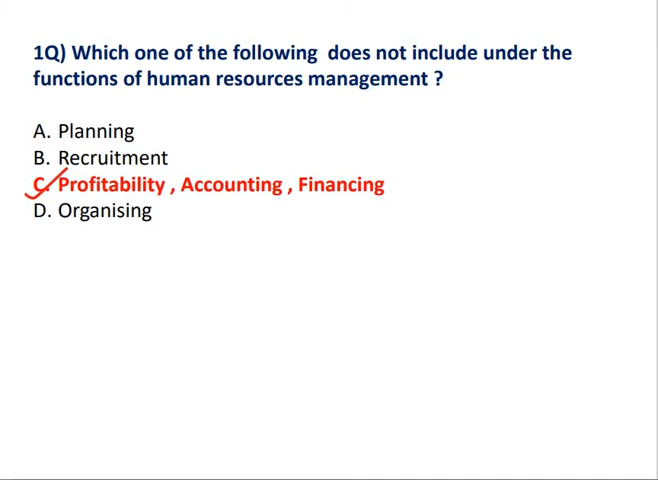 1Q) Which one of the following does not include under the
functions of human resources management ?
A. Planning
B. Recruitment
C. Profitability , Accounting , Financing
D. Organising